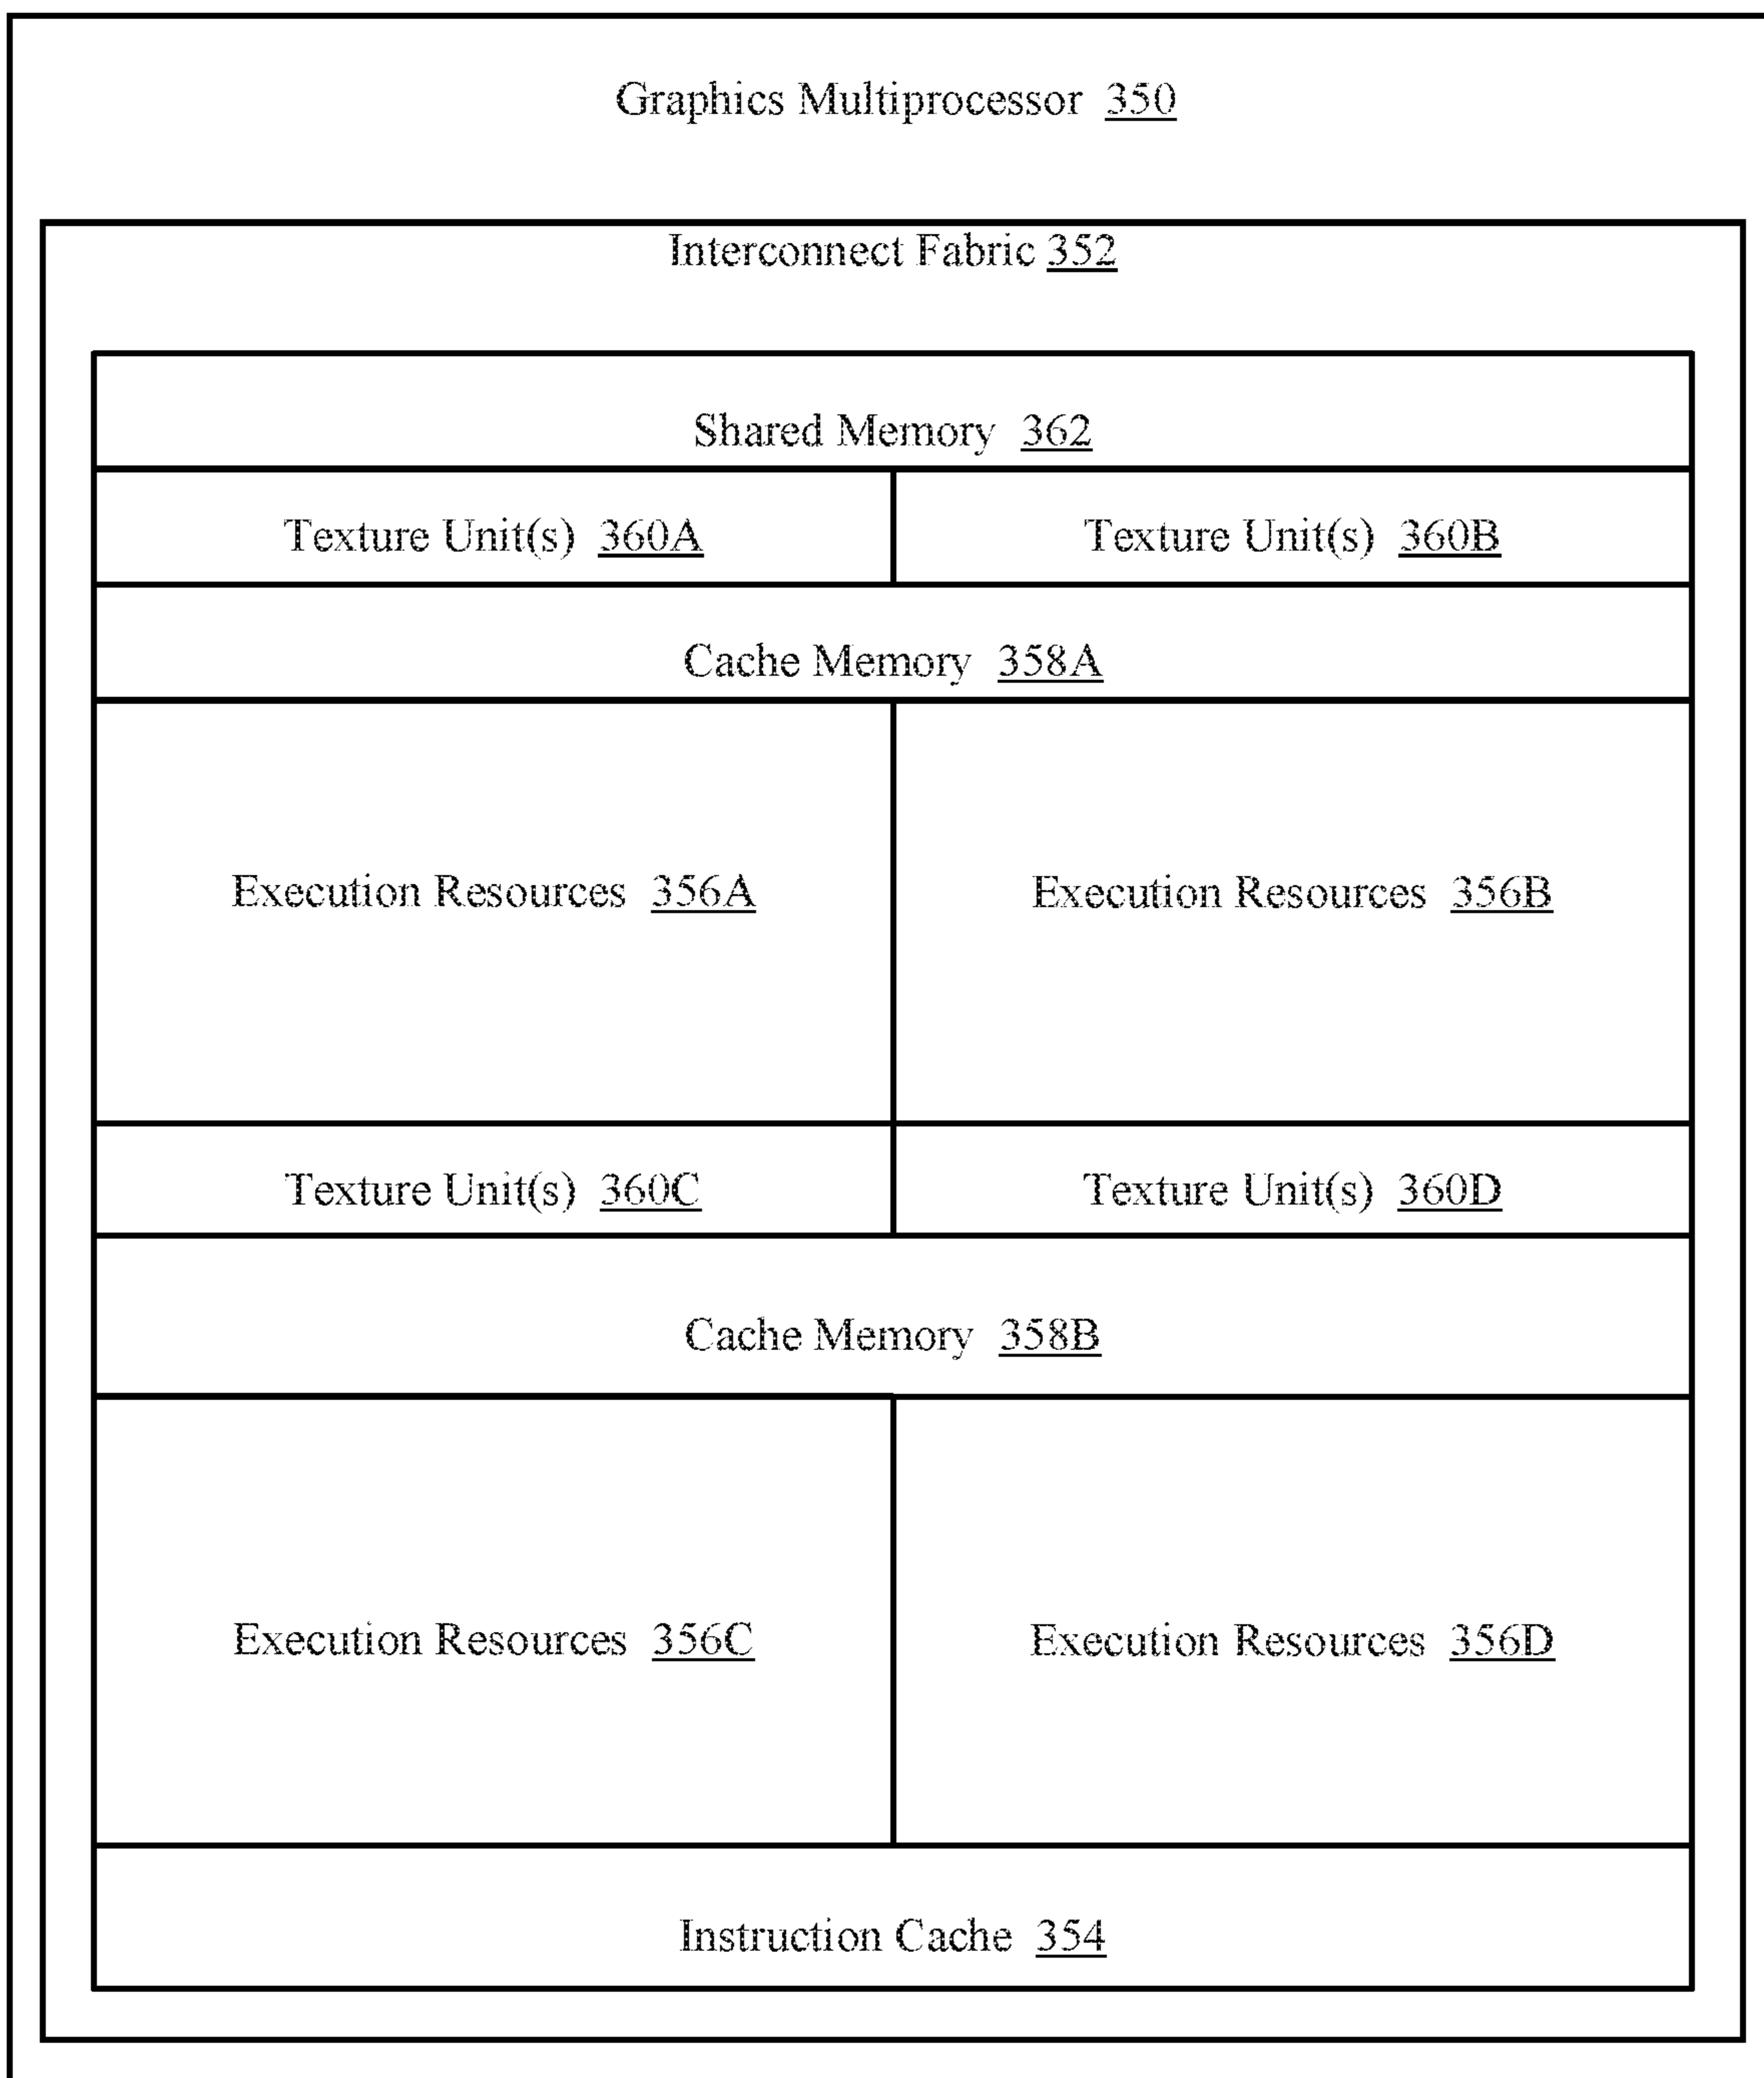 Graphics Multiprocessor 350
Interconnect Fabric 352
Shared Memory 362
Texture Unit(s) 360A
Texture Unit(s) 360B
Cache Memory 358A
Execution Resources 356A
Execution Resources 356B
Texture Unit(s) 360C
Texture Unit(s) 360D
Cache Memory 358B
Execution Resources 356C
Execution Resources 356D
Instruction Cache 354